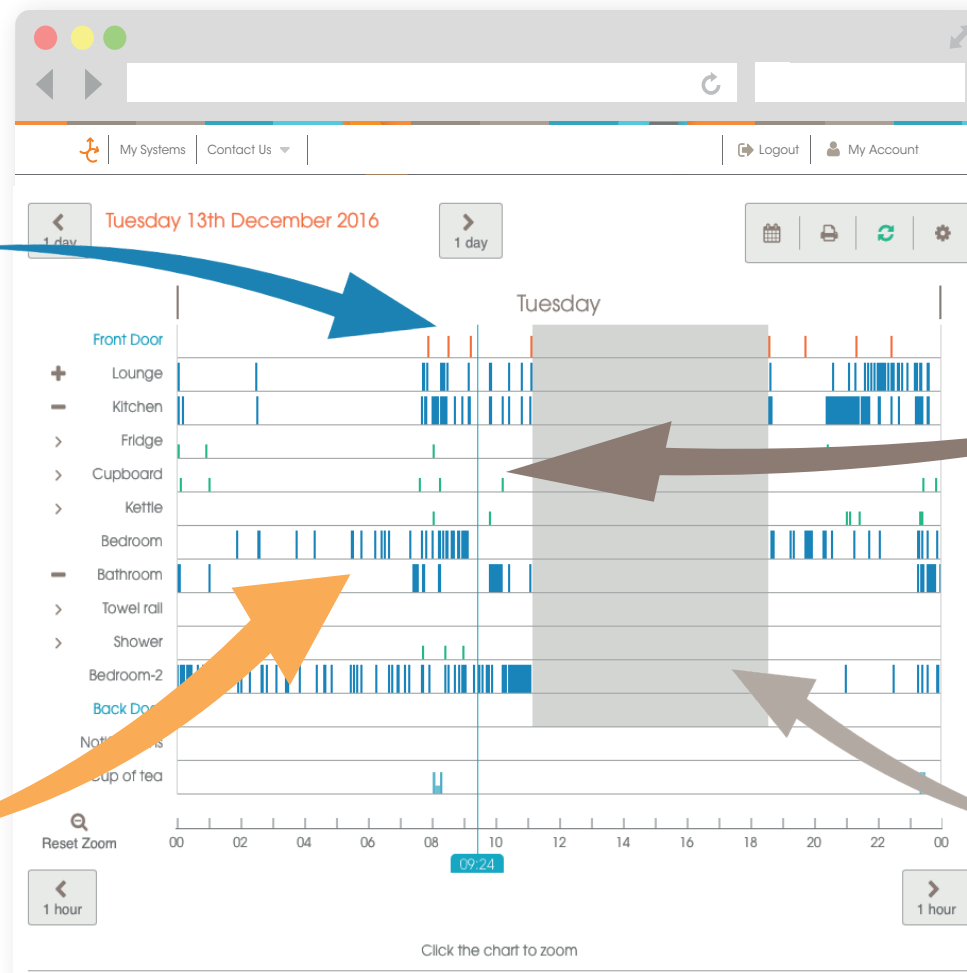 My Systems
Contact Us
Logout
My Account
1 day
Tuesday 13th December 2016
1 day
Tuesday
Front Door
Lounge
Kitchen
Fridge
Cupboard
Kettle
Bedroom
Bathroom
Towel rail
Shower
Bedroom-2
Back
Cup of tea
Reset Zoom
00 02 04 06 08 10 12 14 16 18 20 22 00
09:24
1 hour
1 hour
Click the chart to zoom